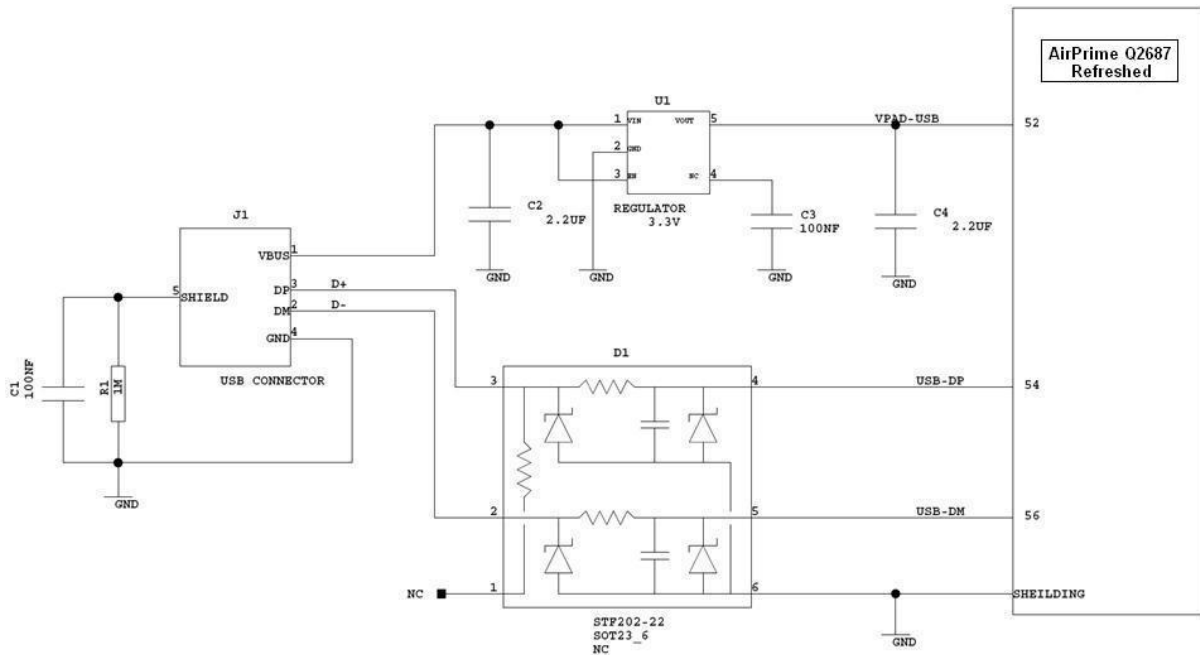 AirPrime Q2687
Refreshed
U1
1 VIN VOUT 5 VPAD-USB 52
2 GND
3 EN NC 4
REGULATOR
3.3V
C2
2.2UF
C3
100NF
C4
2.2UF
GND
GND
GND
GND
J1
VBUS 1
5 SHIELD
DP 3 D+
DM 2 D-
GND 4
USB CONNECTOR
C1
100NF
R1
1M
GND
D1
3 4 USB-DP 54
2 5 USB-DM 56
NC 1 6 SHEILDING
GND
STF202-22
SOT23_6
NC